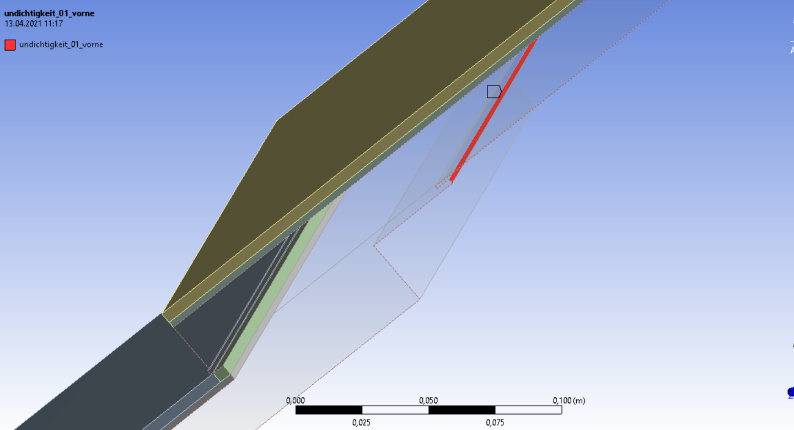 undichtigkeit_01_vorne
13.04.2021 11:17
undichtigkeit_01_vorne
0,000 0,050 0,100 (m)
0,025 0,075